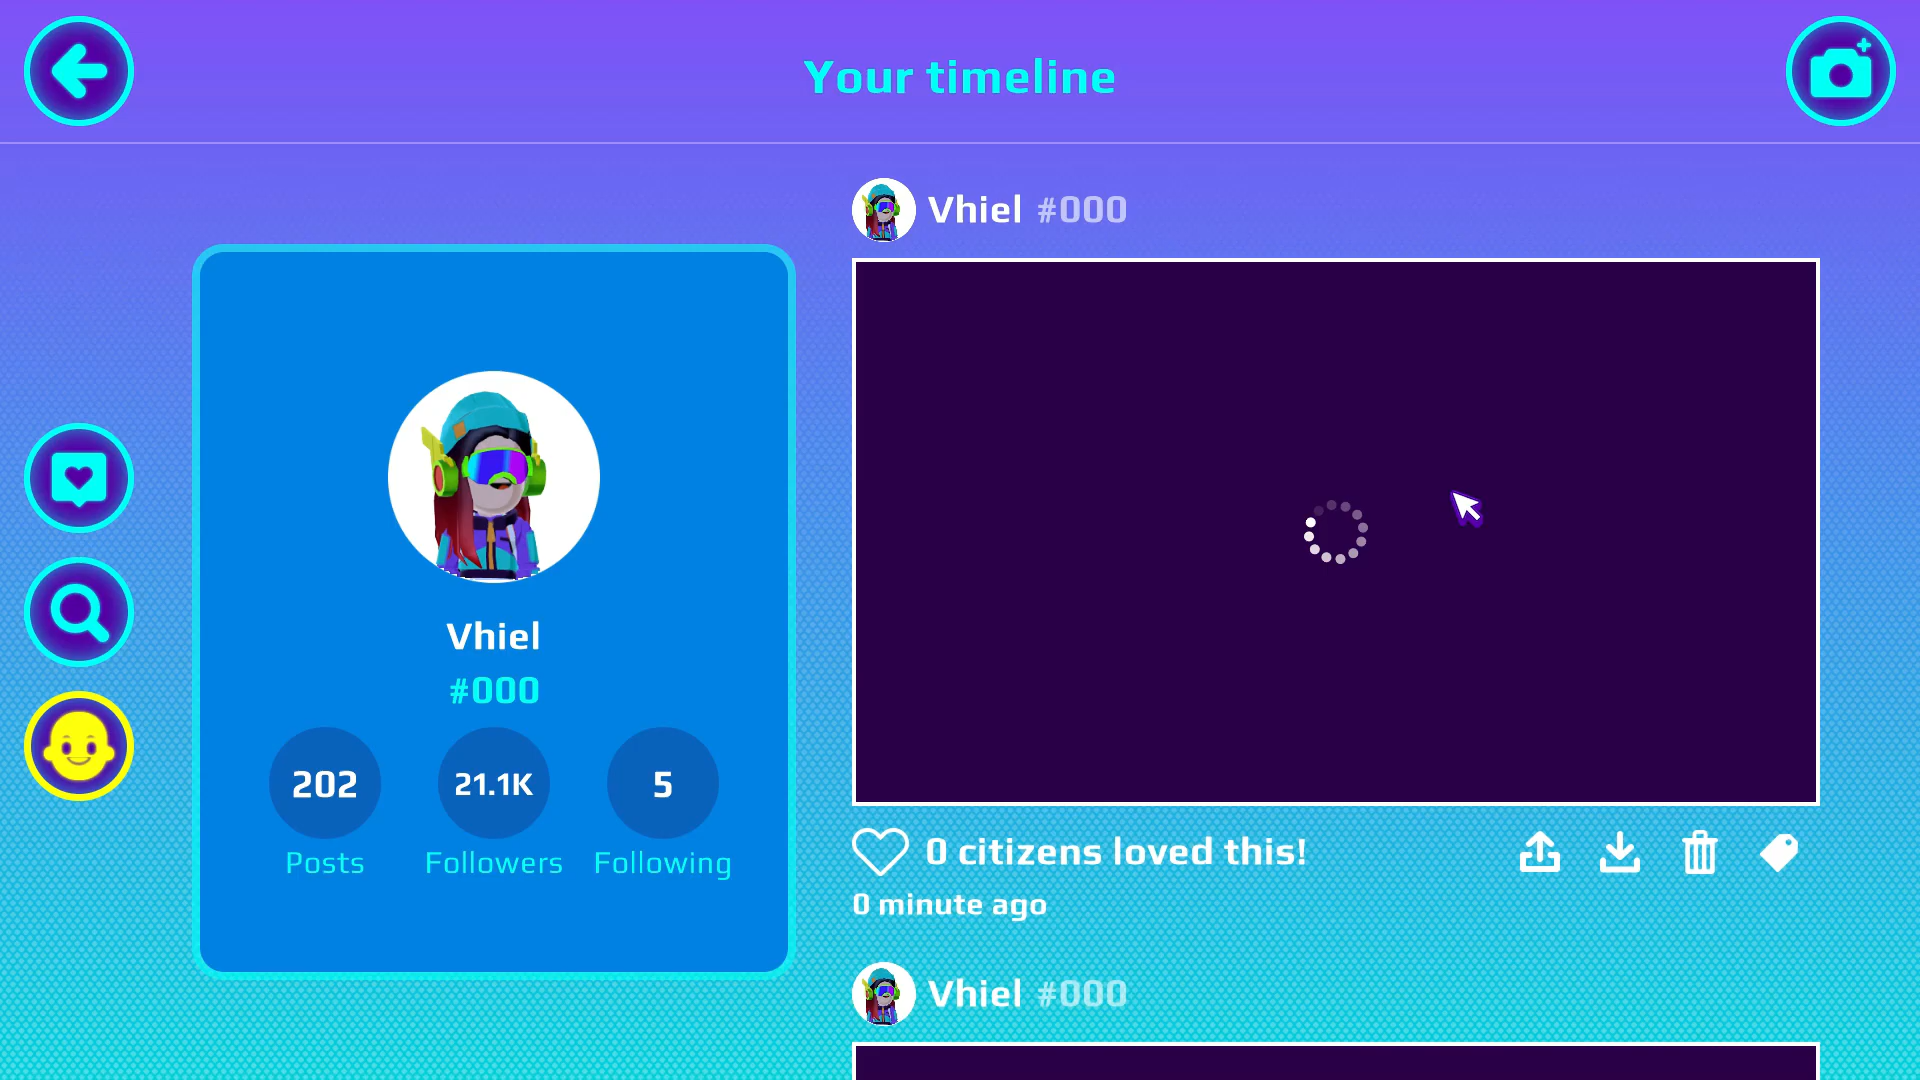 Your timeline
Vhiel #000
Vhiel
#000
202
21.1K
5
Posts
Followers
Following
0 citizens loved this!
0 minute ago
Vhiel #000